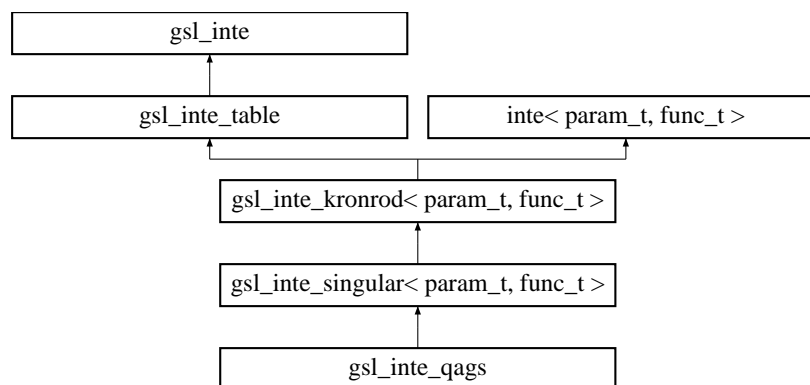 gsl_inte
gsl_inte_table
inte< param_t, func_t >
gsl_inte_kronrod< param_t, func_t >
gsl_inte_singular< param_t, func_t >
gsl_inte_qags